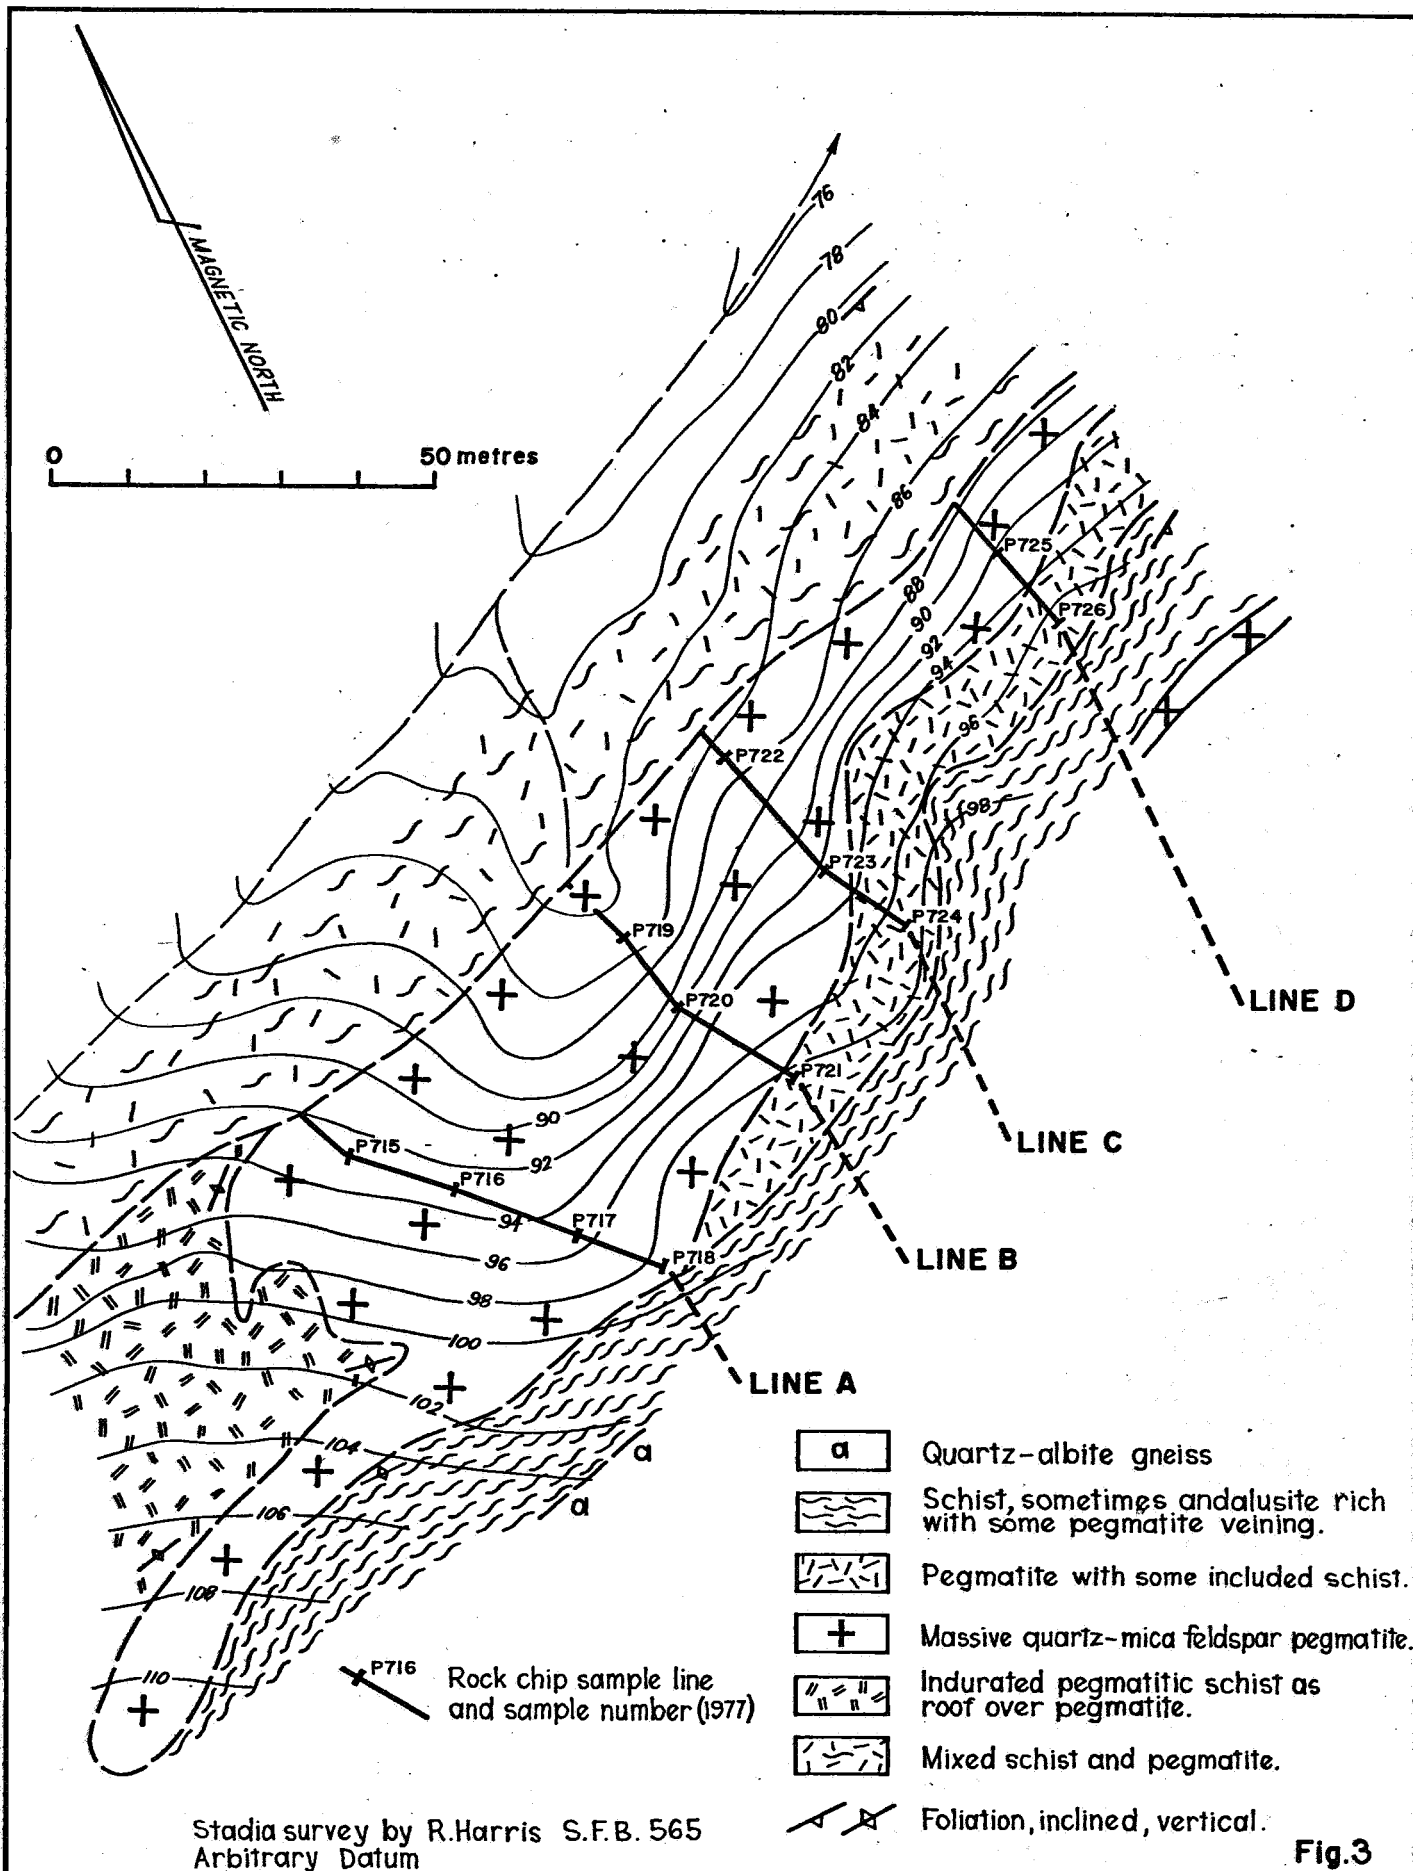 MAGNETIC NORTH
0
50 metres
76
78
80
82
84
86
88
90
92
94
96
98
P725
P726
P722
P723
P724
P719
P720
P721
P715
P716
P717
P718
90
92
94
96
98
100
102
104
106
108
110
LINE D
LINE C
LINE B
LINE A
a
a
a
Quartz-albite gneiss
Schist, sometimes andalusite rich
with some pegmatite veining.
Pegmatite with some included schist.
Massive quartz-mica feldspar pegmatite.
Indurated pegmatitic schist as
roof over pegmatite.
Mixed schist and pegmatite.
Foliation, inclined, vertical.
P716
Rock chip sample line
and sample number (1977)
Stadia survey by R.Harris S.F.B. 565
Arbitrary Datum
Fig.3